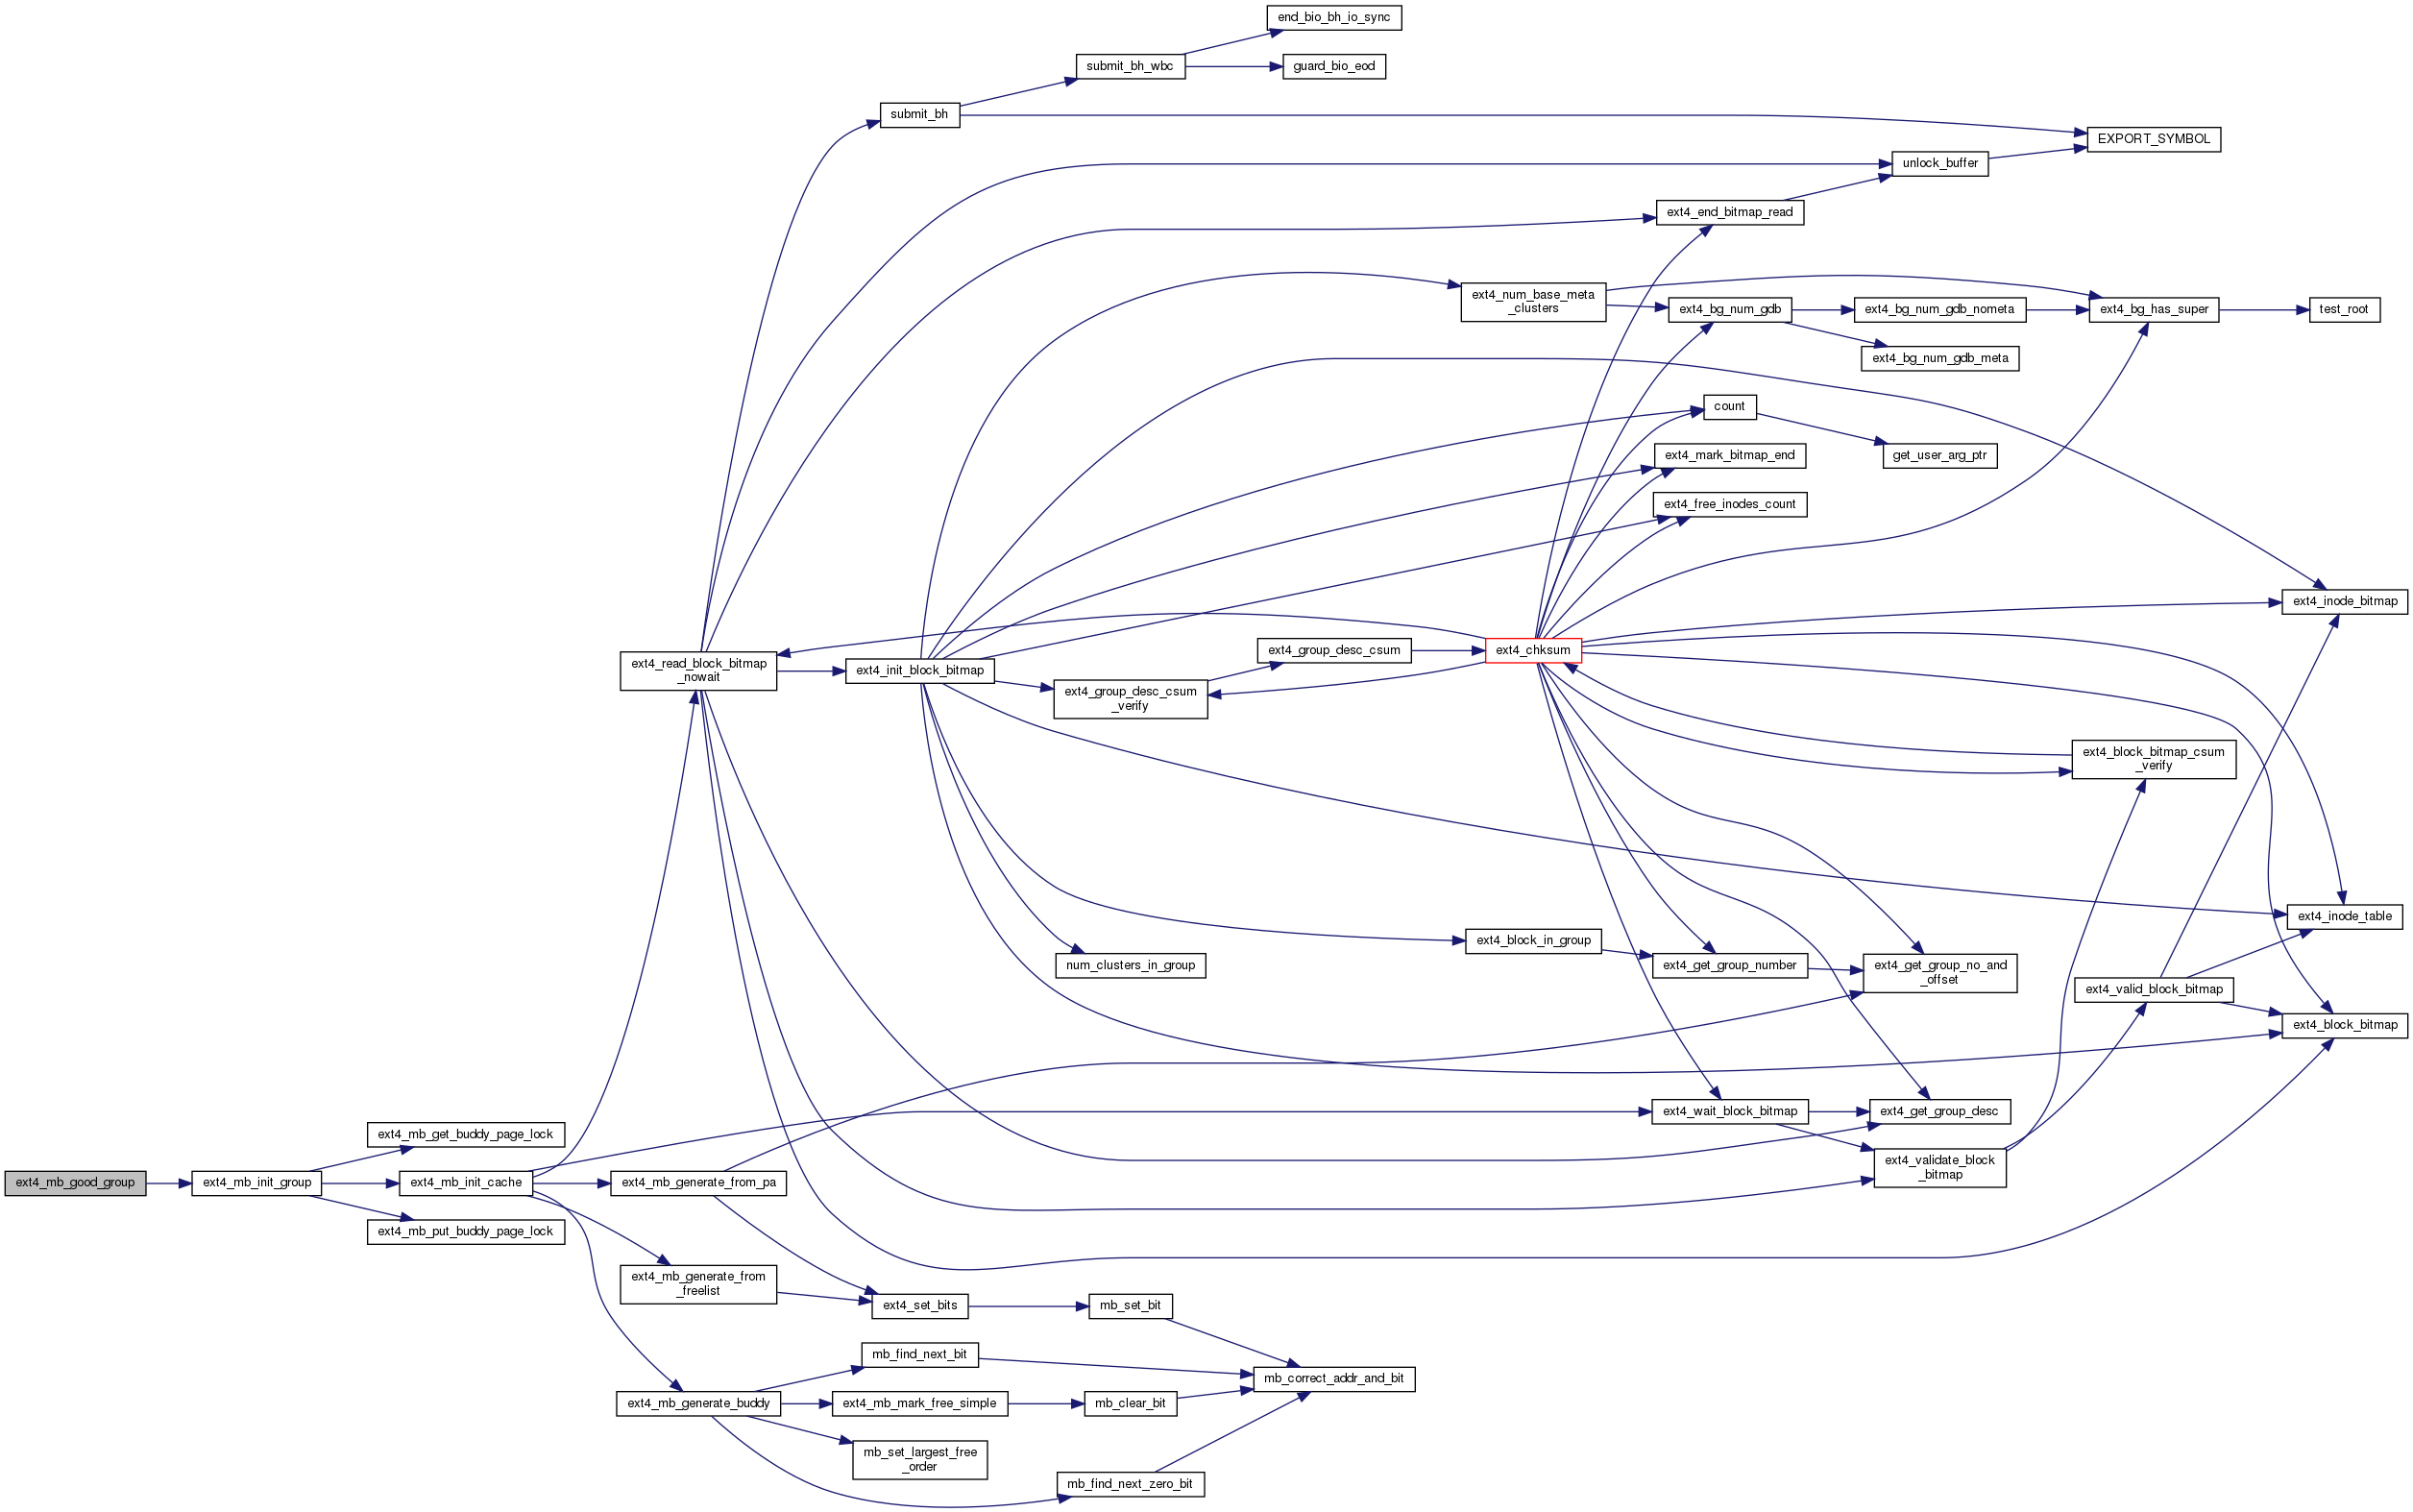 end_bio_bh_io_sync
submit_bh_wbc
guard_bio_eod
submit_bh
EXPORT_SYMBOL
unlock_buffer
ext4_end_bitmap_read
ext4_num_base_meta
_clusters
ext4_bg_num_gdb
ext4_bg_num_gdb_nometa
ext4_bg_has_super
test_root
ext4_bg_num_gdb_meta
count
ext4_mark_bitmap_end
get_user_arg_ptr
ext4_free_inodes_count
ext4_inode_bitmap
ext4_read_block_bitmap
_nowait
ext4_init_block_bitmap
ext4_group_desc_csum
ext4_chksum
ext4_group_desc_csum
_verify
ext4_block_bitmap_csum
_verify
ext4_inode_table
ext4_block_in_group
num_clusters_in_group
ext4_get_group_number
ext4_get_group_no_and
_offset
ext4_valid_block_bitmap
ext4_block_bitmap
ext4_wait_block_bitmap
ext4_get_group_desc
ext4_mb_get_buddy_page_lock
ext4_validate_block
_bitmap
ext4_mb_good_group
ext4_mb_init_group
ext4_mb_init_cache
ext4_mb_generate_from_pa
ext4_mb_put_buddy_page_lock
ext4_mb_generate_from
_freelist
ext4_set_bits
mb_set_bit
mb_find_next_bit
mb_correct_addr_and_bit
ext4_mb_generate_buddy
ext4_mb_mark_free_simple
mb_clear_bit
mb_set_largest_free
_order
mb_find_next_zero_bit